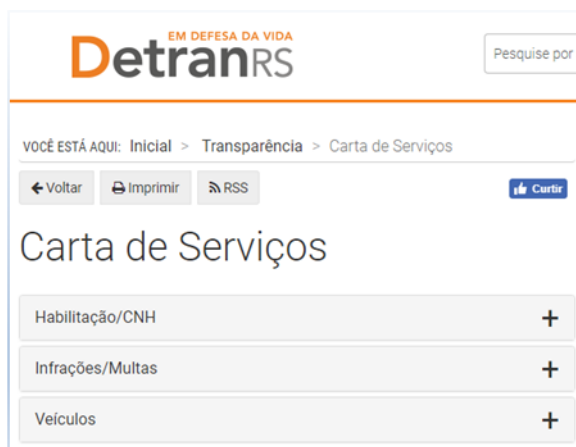 EM DEFESA DA VIDA
DetranRS
Pesquise por
VOCÊ ESTÁ AQUI: Inicial > Transparência > Carta de Serviços
Voltar Imprimir RSS Curtir
Carta de Serviços
Habilitação/CNH +
Infrações/Multas +
Veículos +